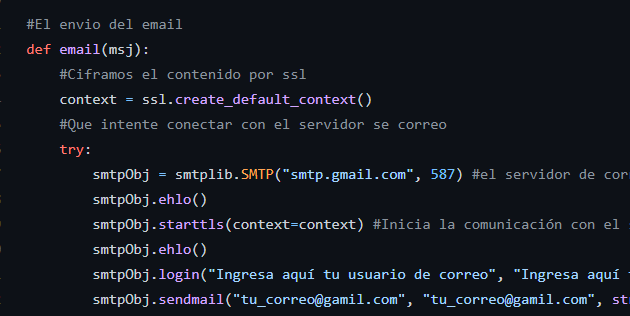 #El envio del email
def email(msj):
#Ciframos el contenido por ssl
context = ssl.create_default_context()
#Que intente conectar con el servidor se correo
try:
smtpObj = smtplib.SMTP("smtp.gmail.com", 587) #el servidor de
smtpObj.ehlo()
smtpObj.starttls(context=context) #Inicia la comunicación con el
smtpObj.ehlo()
smtpObj.login("Ingresa aquí tu usuario de correo", "Ingresa aquí
smtpObj.sendmail("tu_correo@gamil.com", "tu_correo@gamil.com",